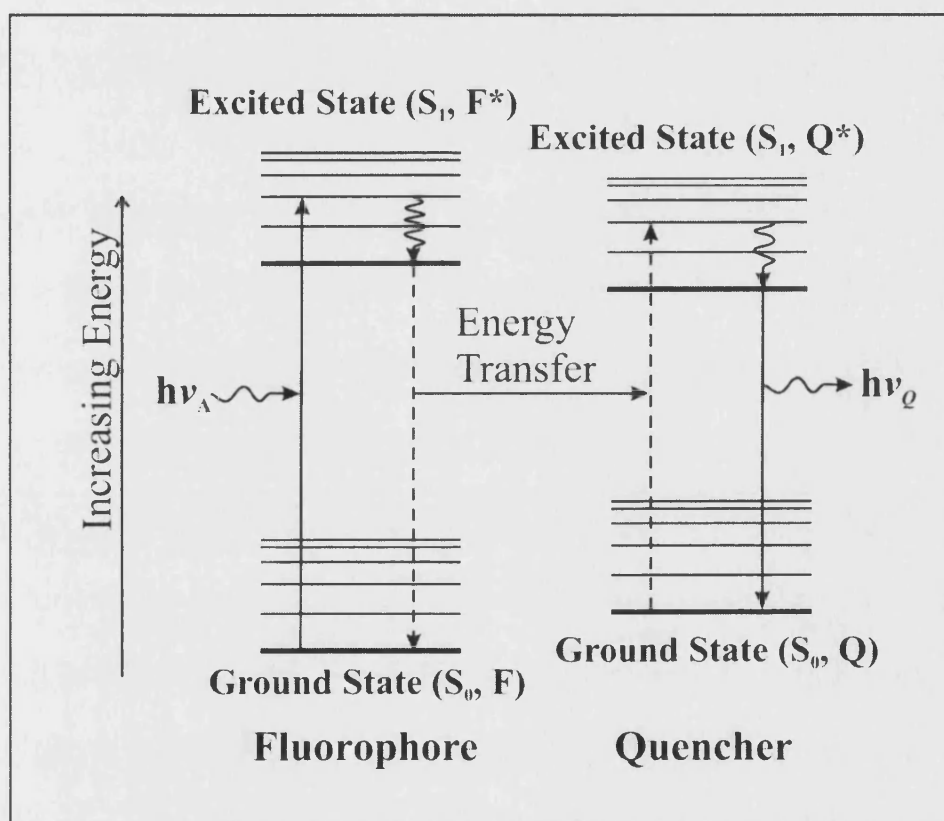 Excited State (S₁, F*)
Excited State (S₁, Q*)
Increasing Energy
Energy
Transfer
hν_A
hν_Q
Ground State (S₀, F)
Ground State (S₀, Q)
Fluorophore
Quencher